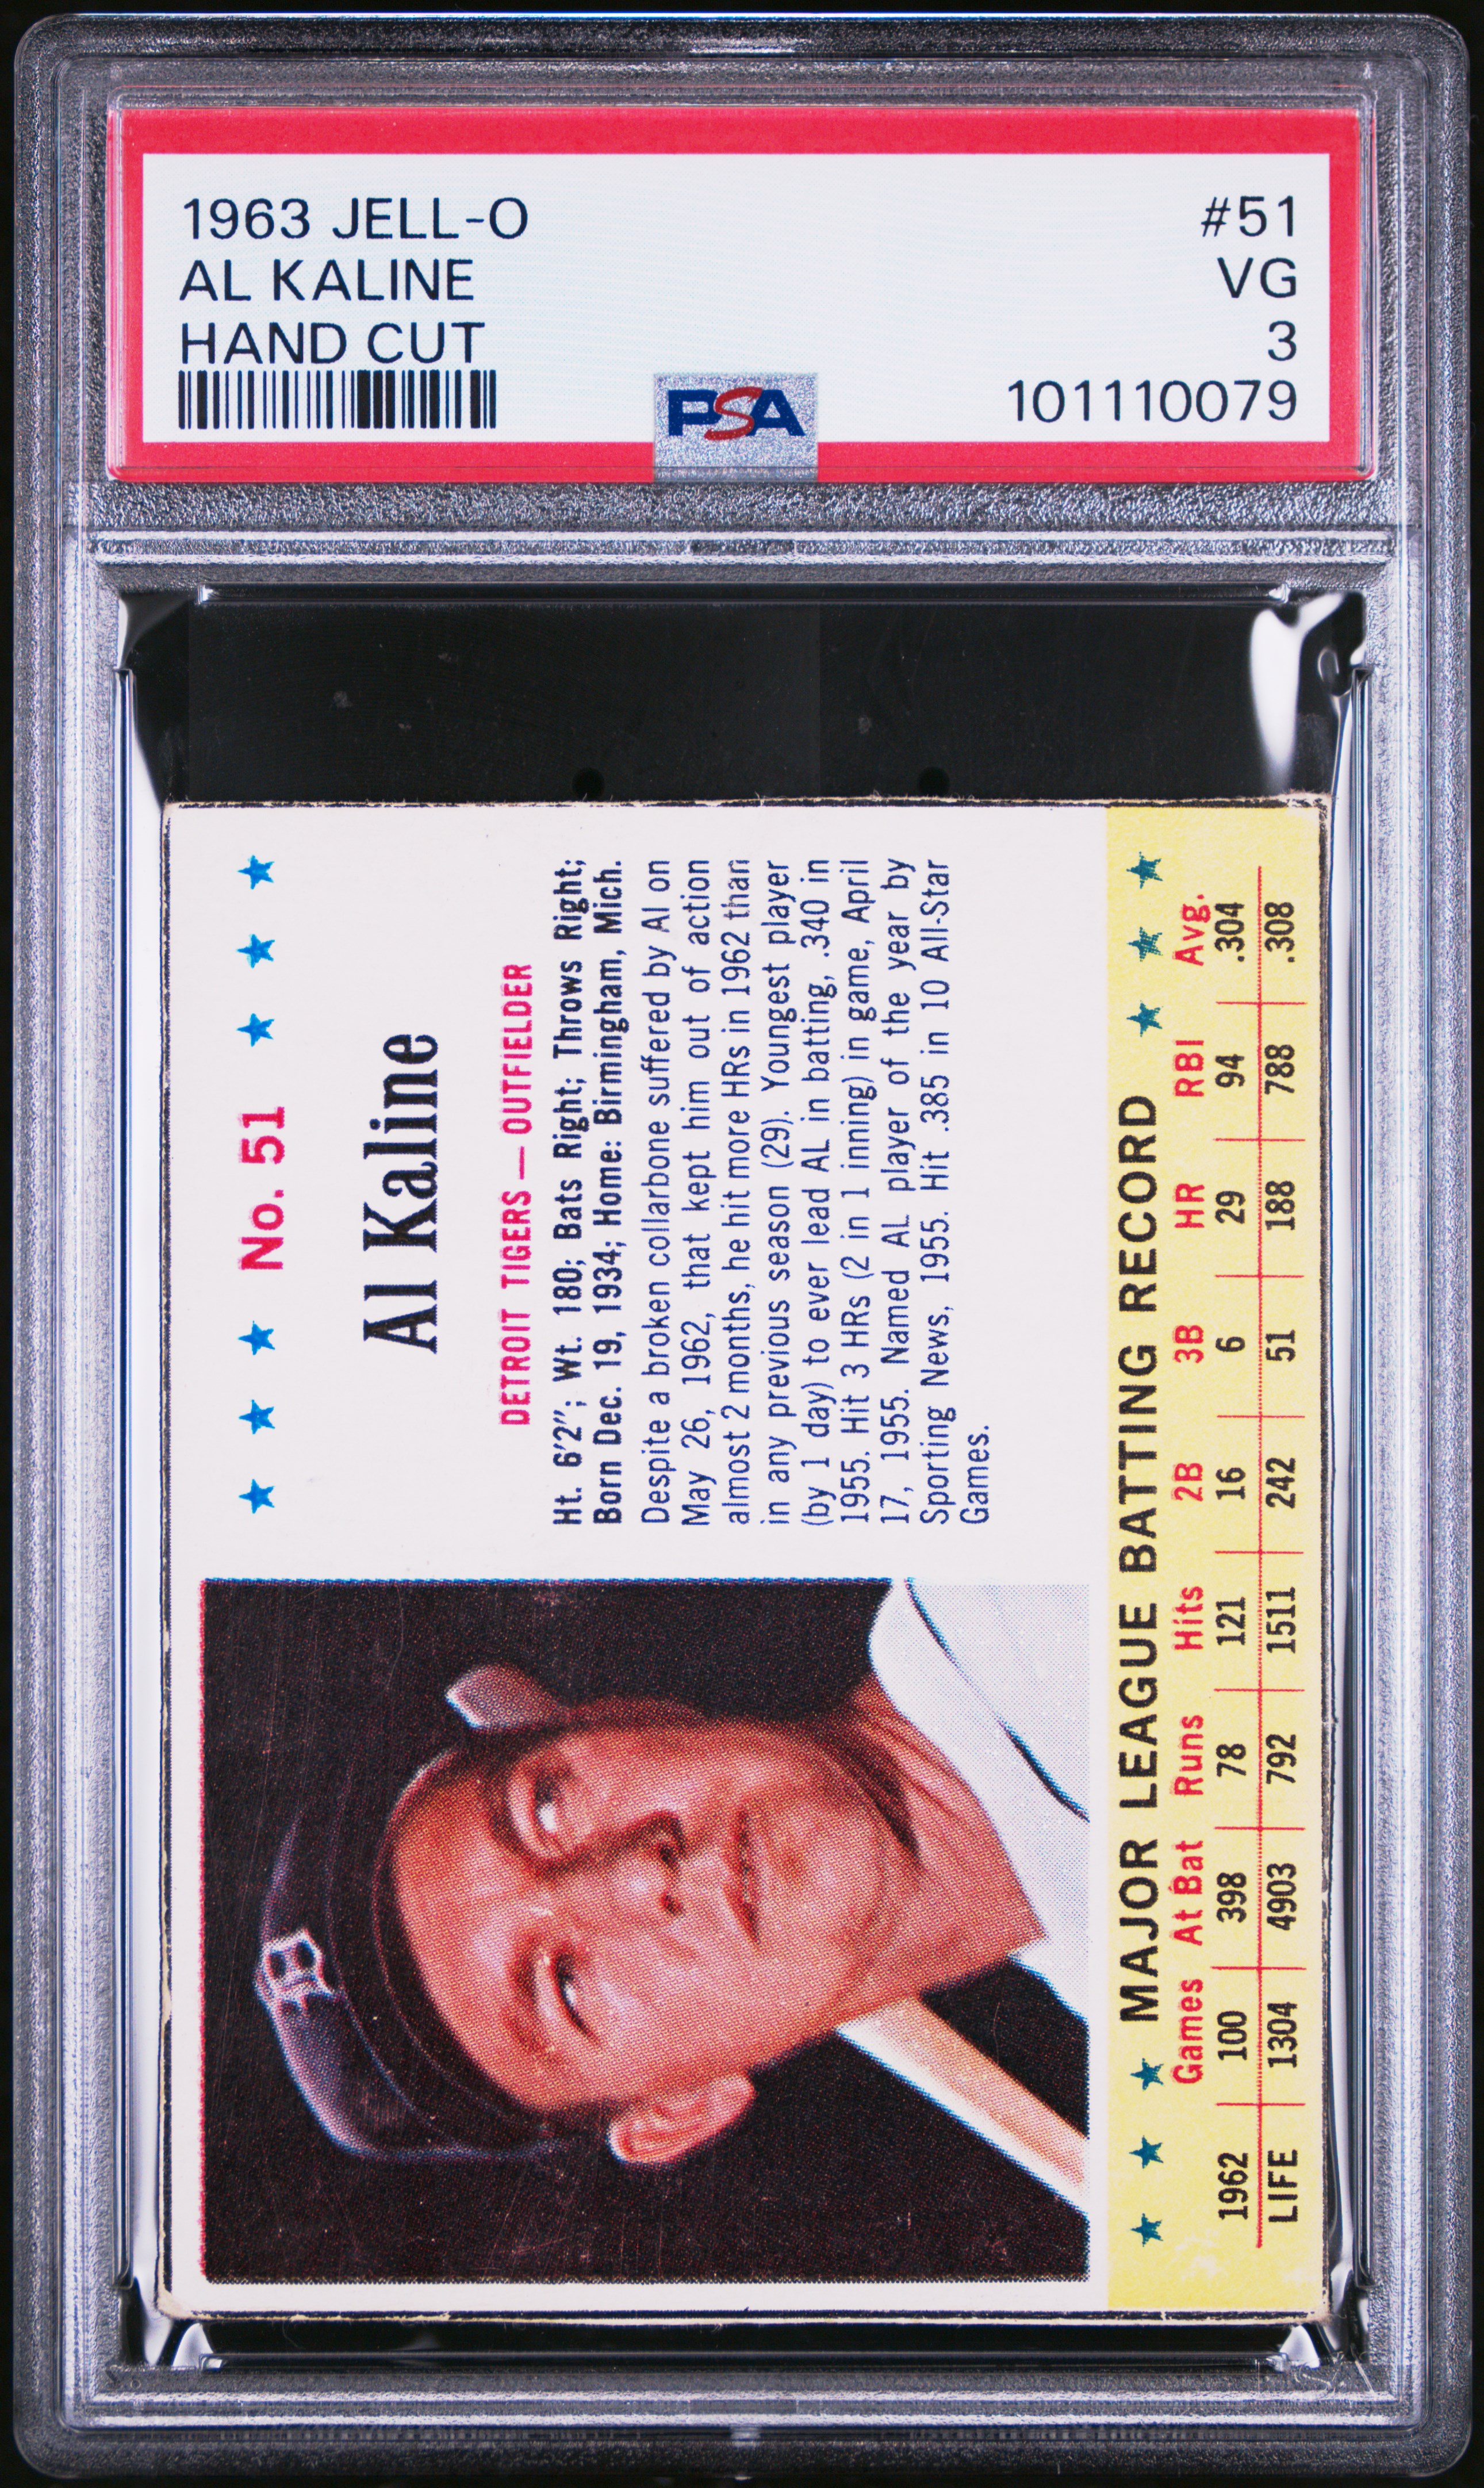 1963 JELL-O #51
AL KALINE VG
HAND CUT 3
PSA 101110079
No. 51
Al Kaline
DETROIT TIGERS — OUTFIELDER
Ht. 6'2"; Wt. 180; Bats Right; Throws Right;
Born Dec. 19, 1934; Home: Birmingham, Mich.
Despite a broken collarbone suffered by Al on
May 26, 1962, that kept him out of action
almost 2 months, he hit more HRs in 1962 than
in any previous season (29). Youngest player
(by 1 day) to ever lead AL in batting, .340 in
1955. Hit 3 HRs (2 in 1 inning) in game, April
17, 1955. Named AL player of the year by
Sporting News, 1955. Hit .385 in 10 All-Star
Games.
MAJOR LEAGUE BATTING RECORD
Games At Bat Runs Hits 2B 3B HR RBI Avg.
1962 100 398 78 121 16 6 29 94 .304
LIFE 1304 4903 792 1511 242 51 188 788 .308